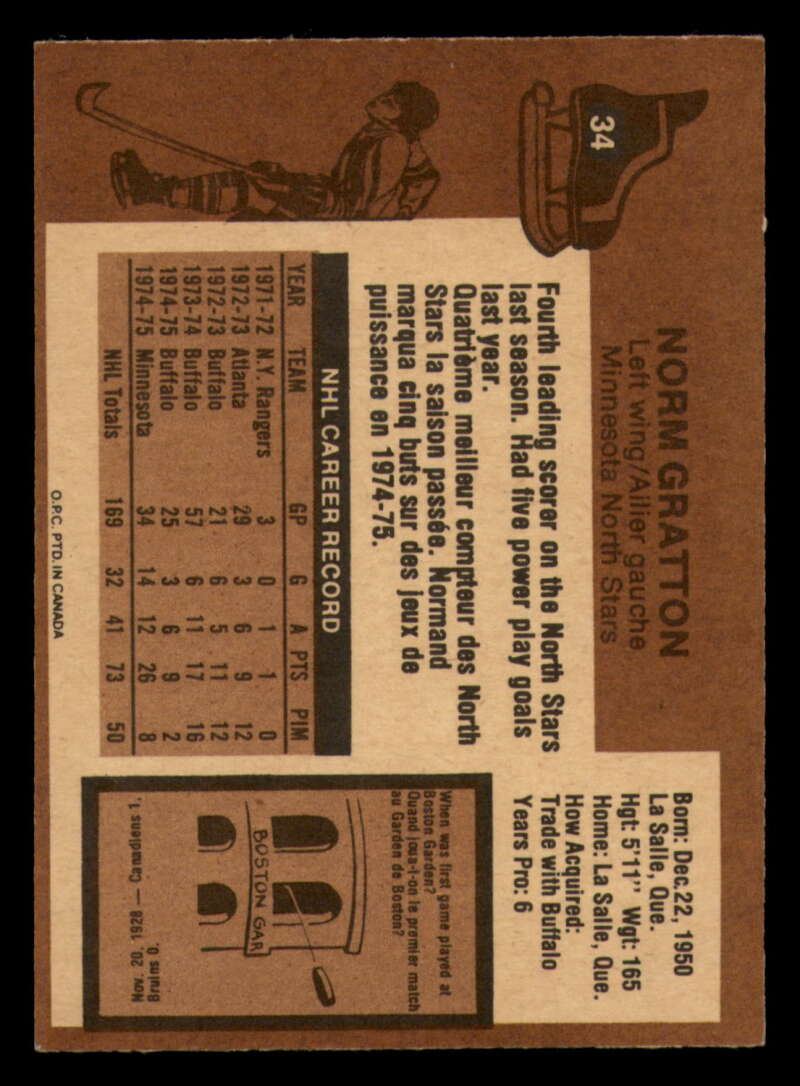 34
NORM GRATTON
Left wing/Ailier gauche
Minnesota North Stars
Born: Dec. 22, 1950
La Salle, Que.
Hgt: 5'11" Wgt: 165
Home: La Salle, Que.
How Acquired:
Trade with Buffalo
Years Pro: 6
Fourth leading scorer on the North Stars
last season. Had five power play goals
last year.
Quatrième meilleur compteur des North
Stars la saison passée. Normand
marqua cinq buts sur des jeux de
puissance en 1974-75.
NHL CAREER RECORD
YEAR TEAM GP G A PTS PIM
1971-72 N.Y. Rangers 3 0 1 1 0
1972-73 Atlanta 29 3 6 9 12
1972-73 Buffalo 21 6 5 11 12
1973-74 Buffalo 57 6 11 17 16
1974-75 Buffalo 25 3 6 9 2
1974-75 Minnesota 34 14 12 26 8
NHL Totals 169 32 41 73 50
O.P.C. PTD. IN CANADA
When was first game played at
Boston Garden?
Quand joua-t-on le premier match
au Garden de Boston?
BOSTON GAR
Nov. 20, 1928 — Canadiens 1,
Bruins 0.